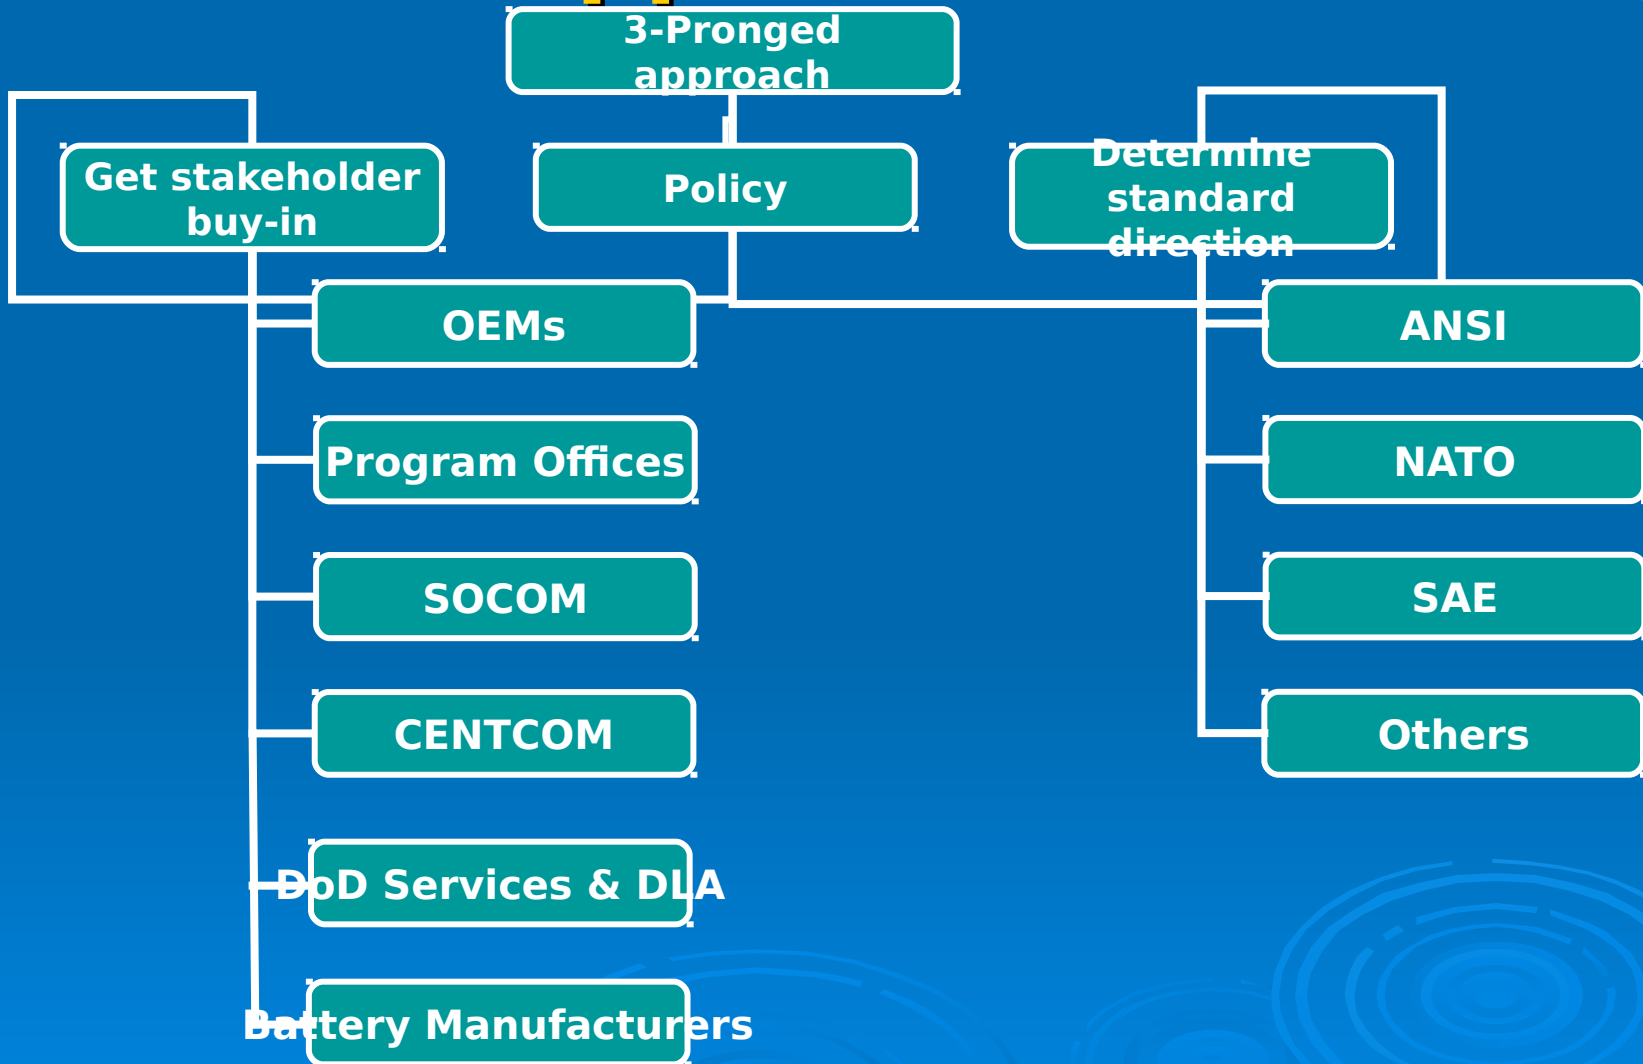 3-Pronged
approach
Get stakeholder
buy-in
Policy
Determine
standard
direction
OEMs
Program Offices
SOCOM
CENTCOM
DoD Services & DLA
Battery Manufacturers
ANSI
NATO
SAE
Others